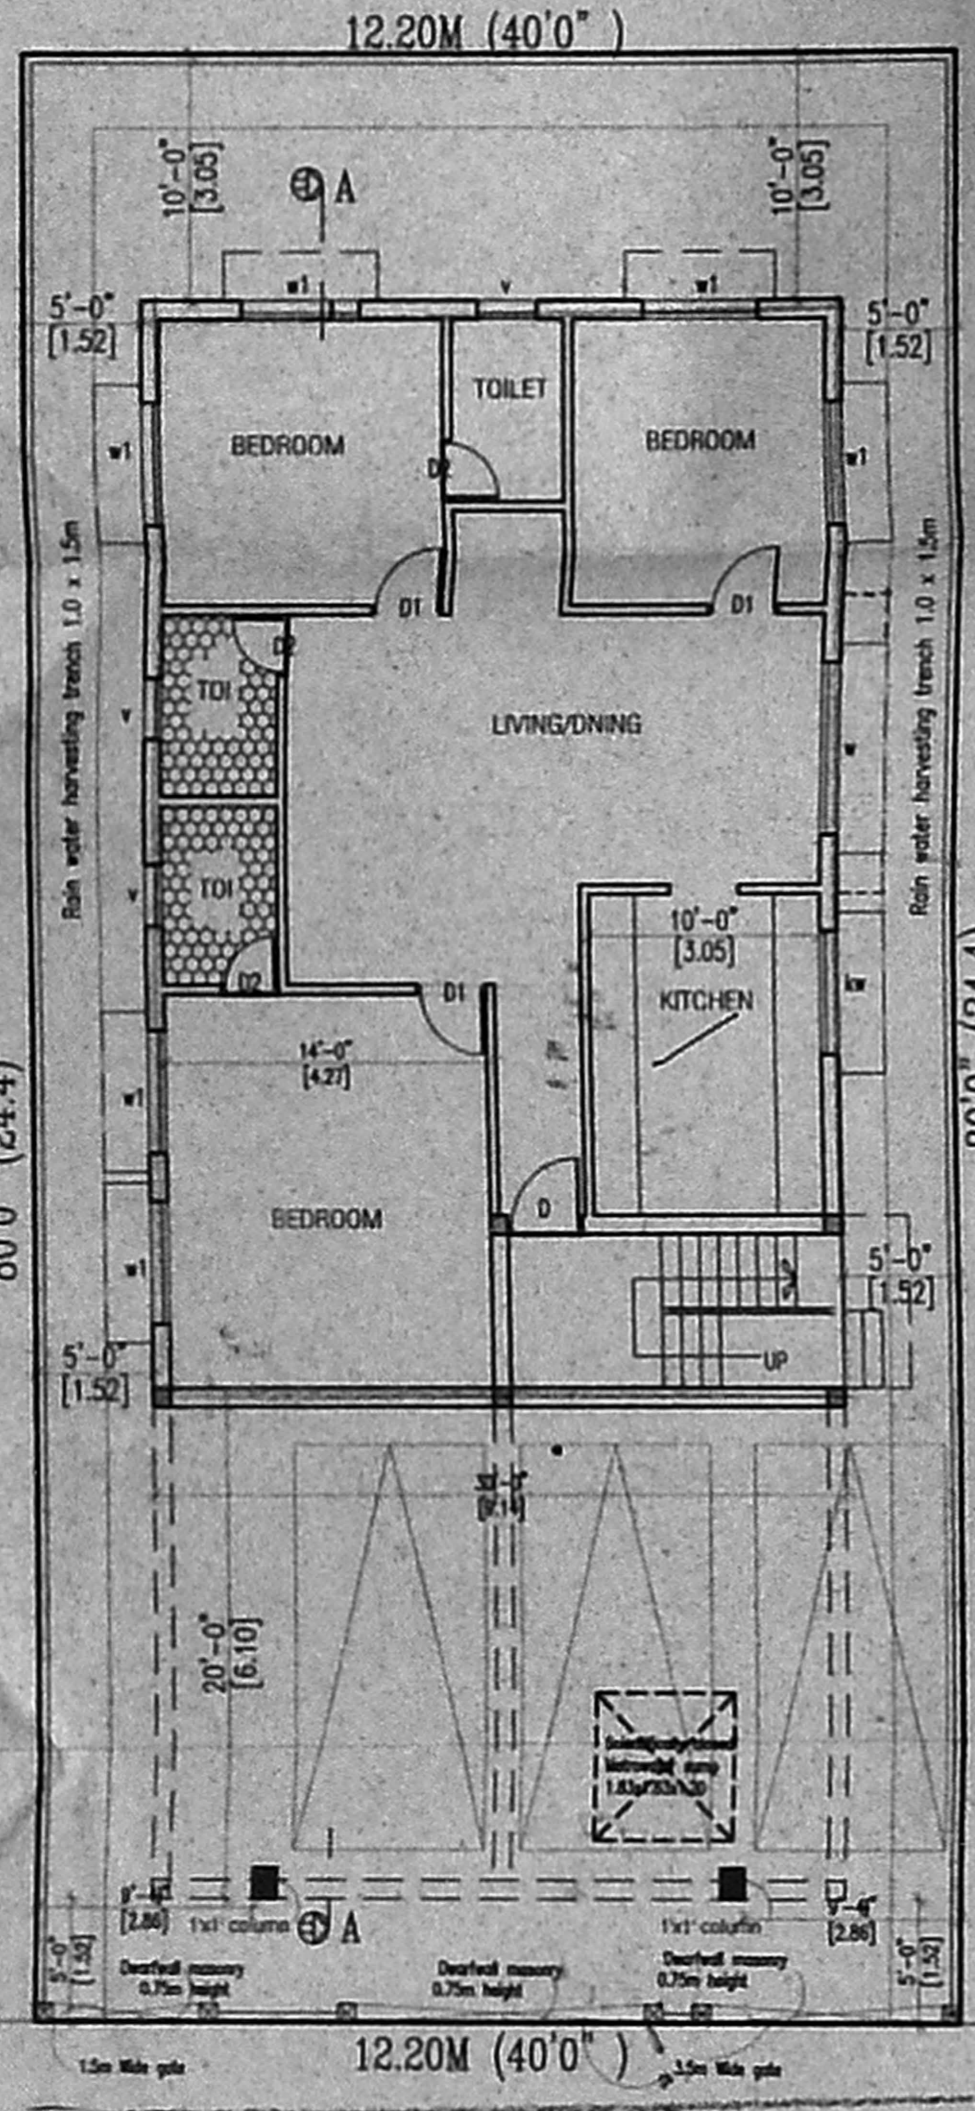 12.20M (40'0")
10'-0"
[3.05]
10'-0"
[3.05]
A
w1
v
w1
5'-0"
[1.52]
5'-0"
[1.52]
TOILET
BEDROOM
BEDROOM
w1
w1
D2
Rain water harvesting trench 1.0 x 1.5m
Rain water harvesting trench 1.0 x 1.5m
D1
D1
D2
TOI
v
LIVING/DNING
w
TOI
v
10'-0"
[3.05]
D2
D1
kw
KITCHEN
14'-0"
[4.27]
w1
BEDROOM
D
w1
5'-0"
[1.52]
5'-0"
[1.52]
UP
20'-0"
[6.10]
[2.86]
1'x1' column
A
1'x1' column
[2.86]
5'-0"
[1.52]
5'-0"
[1.52]
Dwarfwall masonry
0.75m height
Dwarfwall masonry
0.75m height
Dwarfwall masonry
0.75m height
12.20M (40'0")
1.5m Wide gate
3.5m Wide gate